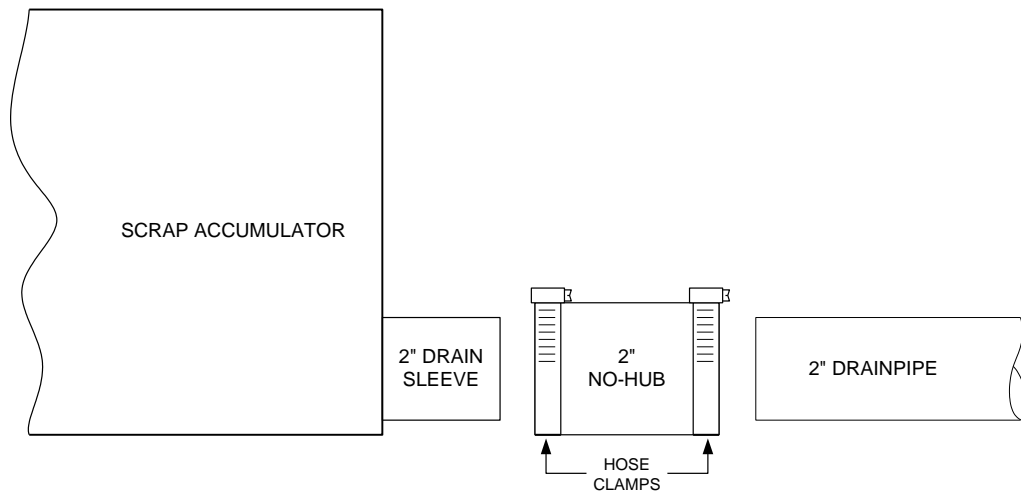 SCRAP ACCUMULATOR
2" DRAIN
SLEEVE
2"
NO-HUB
2" DRAINPIPE
HOSE
CLAMPS